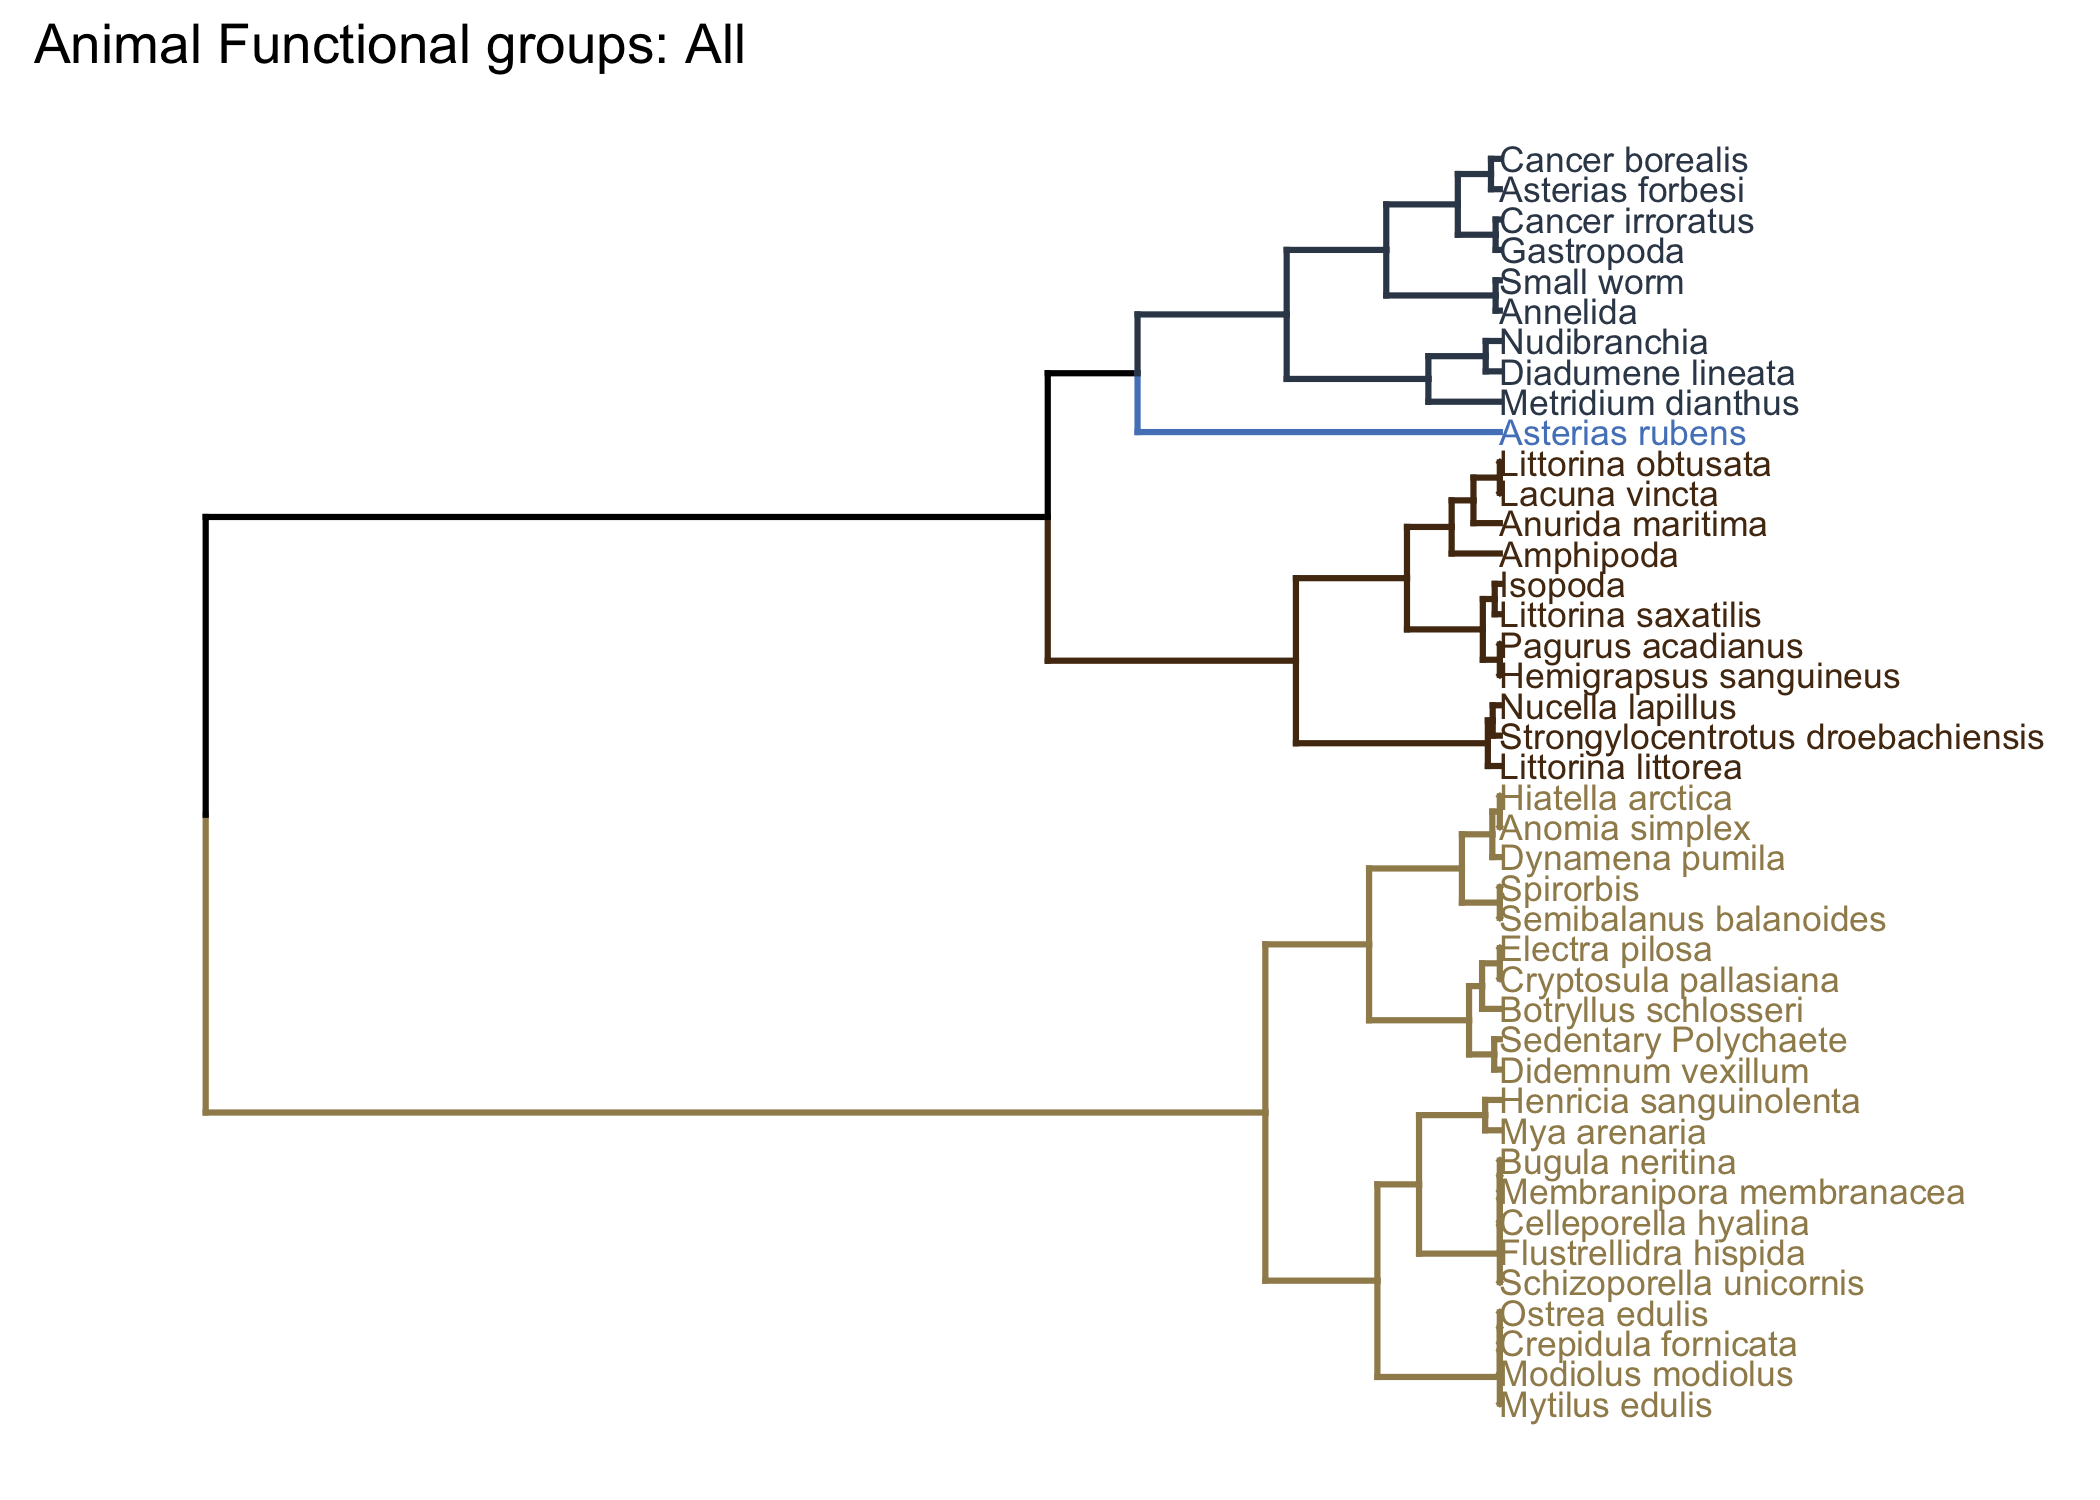 Animal Functional groups: All
Cancer borealis
Asterias forbesi
Cancer irroratus
Gastropoda
Small worm
Annelida
Nudibranchia
Diadumene lineata
Metridium dianthus
Asterias rubens
Littorina obtusata
Lacuna vincta
Anurida maritima
Amphipoda
Isopoda
Littorina saxatilis
Pagurus acadianus
Hemigrapsus sanguineus
Nucella lapillus
Strongylocentrotus droebachiensis
Littorina littorea
Hiatella arctica
Anomia simplex
Dynamena pumila
Spirorbis
Semibalanus balanoides
Electra pilosa
Cryptosula pallasiana
Botryllus schlosseri
Sedentary Polychaete
Didemnum vexillum
Henricia sanguinolenta
Mya arenaria
Bugula neritina
Membranipora membranacea
Celleporella hyalina
Flustrellidra hispida
Schizoporella unicornis
Ostrea edulis
Crepidula fornicata
Modiolus modiolus
Mytilus edulis